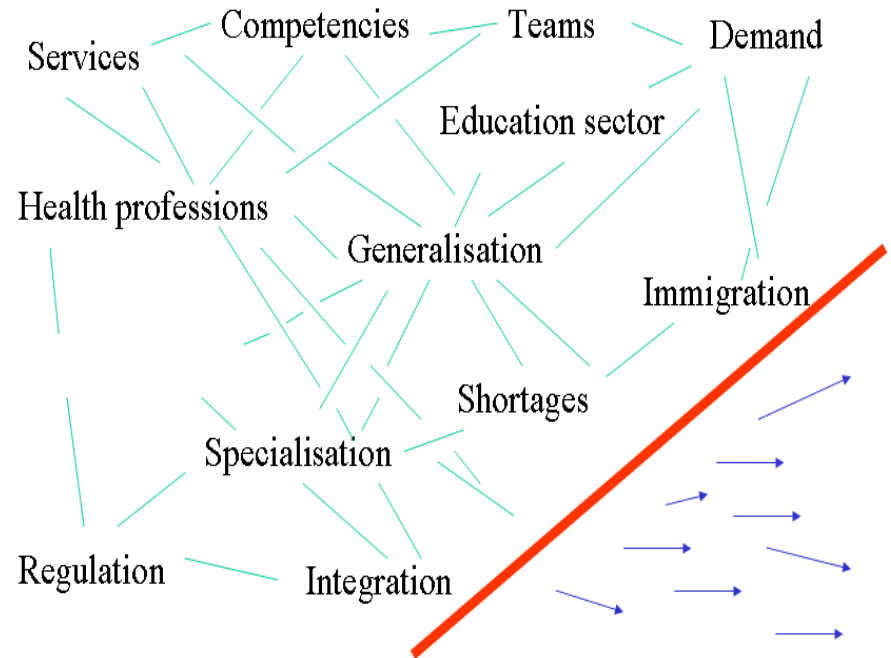 Competencies
Teams
Demand
Services
Education sector
Health professions
Generalisation
Immigration
Shortages
Specialisation
Regulation
Integration